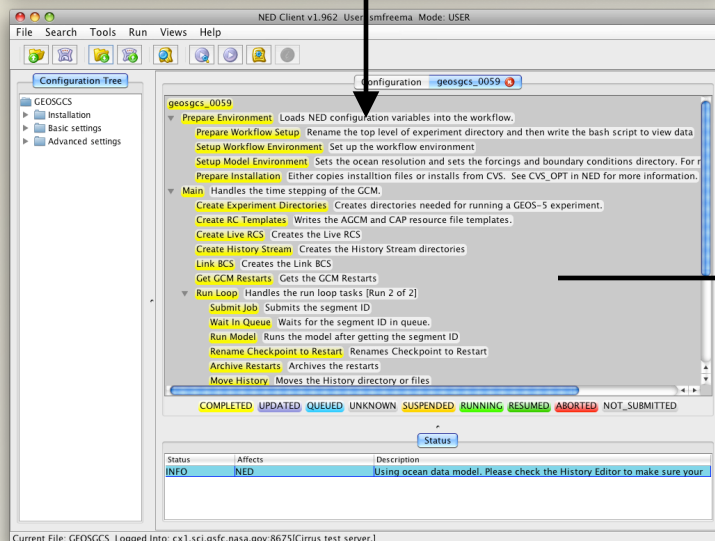 NED Client v1.962 User smfreema Mode: USER
File Search Tools Run Views Help
Configuration Tree
GEOSGCS
Installation
Basic settings
Advanced settings
Configuration geosgcs_0059
geosgcs_0059
Prepare Environment Loads NED configuration variables into the workflow.
Prepare Workflow Setup Rename the top level of experiment directory and then write the bash script to view data
Setup Workflow Environment Set up the workflow environment
Setup Model Environment Sets the ocean resolution and sets the forcings and boundary conditions directory. For
Prepare Installation Either copies installtion files or installs from CVS. See CVS_OPT in NED for more information.
Main Handles the time stepping of the GCM.
Create Experiment Directories Creates directories needed for running a GEOS-5 experiment.
Create RC Templates Writes the AGCM and CAP resource file templates.
Create Live RCS Creates the Live RCS
Create History Stream Creates the History Stream directories
Link BCS Creates the Link BCS
Get GCM Restarts Gets the GCM Restarts
Run Loop Handles the run loop tasks [Run 2 of 2]
Submit Job Submits the segment ID
Wait In Queue Waits for the segment ID in queue.
Run Model Runs the model after getting the segment ID
Rename Checkpoint to Restart Renames Checkpoint to Restart
Archive Restarts Archives the restarts
Move History Moves the History directory or files
COMPLETED UPDATED QUEUED UNKNOWN SUSPENDED RUNNING RESUMED ABORTED NOT_SUBMITTED
Status
Status Affects Description
INFO NED Using ocean data model. Please check the History Editor to make sure your
Current File: GEOSGCS Logged Into: cx1.sci.gsfc.nasa.gov:8675[Cirrus test server.]